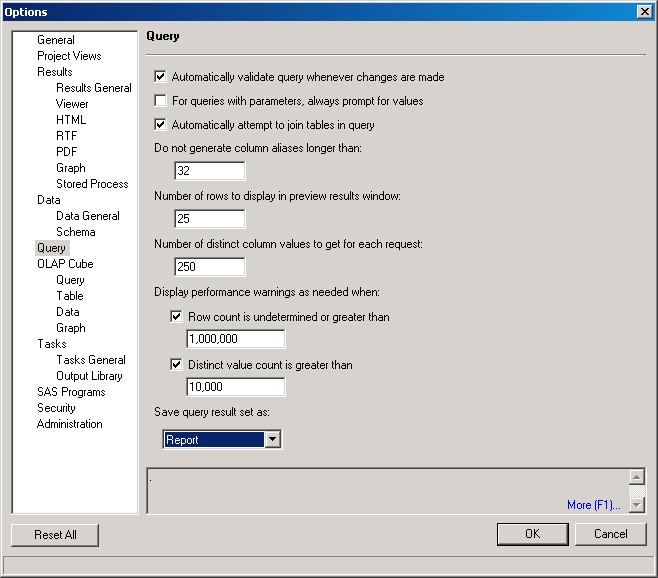 Options
General
Project Views
Results
Results General
Viewer
HTML
RTF
PDF
Graph
Stored Process
Data
Data General
Schema
Query
OLAP Cube
Query
Table
Data
Graph
Tasks
Tasks General
Output Library
SAS Programs
Security
Administration
Query
Automatically validate query whenever changes are made
For queries with parameters, always prompt for values
Automatically attempt to join tables in query
Do not generate column aliases longer than:
32
Number of rows to display in preview results window:
25
Number of distinct column values to get for each request:
250
Display performance warnings as needed when:
Row count is undetermined or greater than
1,000,000
Distinct value count is greater than
10,000
Save query result set as:
Report
.
More (F1)...
Reset All
OK
Cancel